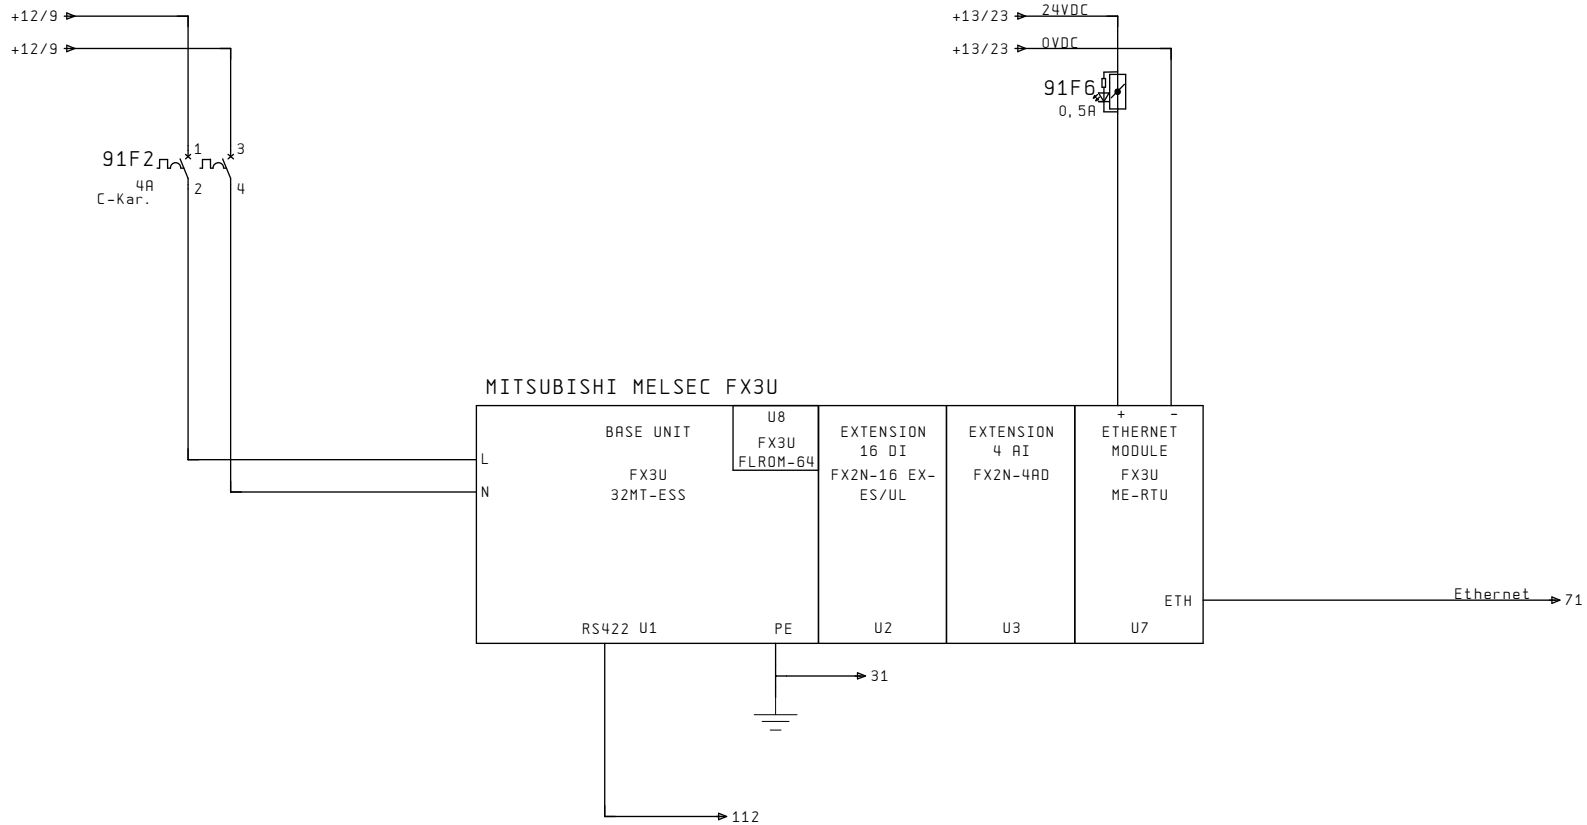 +12/9
+12/9
+13/23 24VDC
+13/23 0VDC
91F6
0,5A
91F2
4A
C-Kar.
1
2
3
4
MITSUBISHI MELSEC FX3U
L
N
BASE UNIT
FX3U
32MT-ESS
RS422 U1
PE
U8
FX3U
FLROM-64
EXTENSION
16 DI
FX2N-16 EX-
ES/UL
U2
EXTENSION
4 AI
FX2N-4AD
U3
+ -
ETHERNET
MODULE
FX3U
ME-RTU
ETH
U7
Ethernet 71
31
112